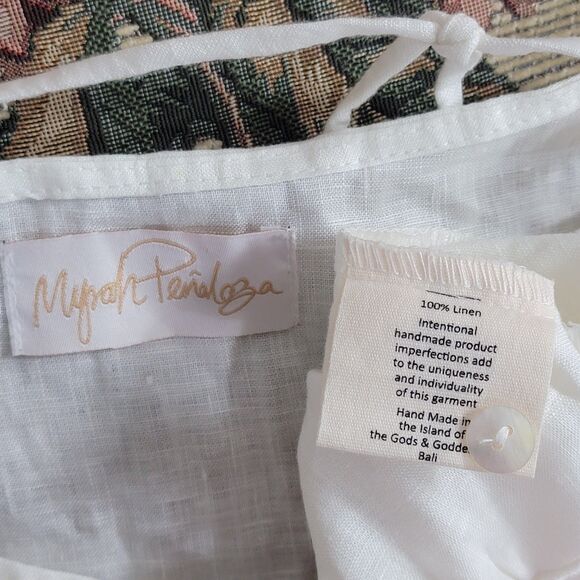 Myrah Peñaloza
100% Linen
Intentional
handmade product
imperfections add
to the uniqueness
and individuality
of this garment
Hand Made in
the Island of
the Gods &
Bali